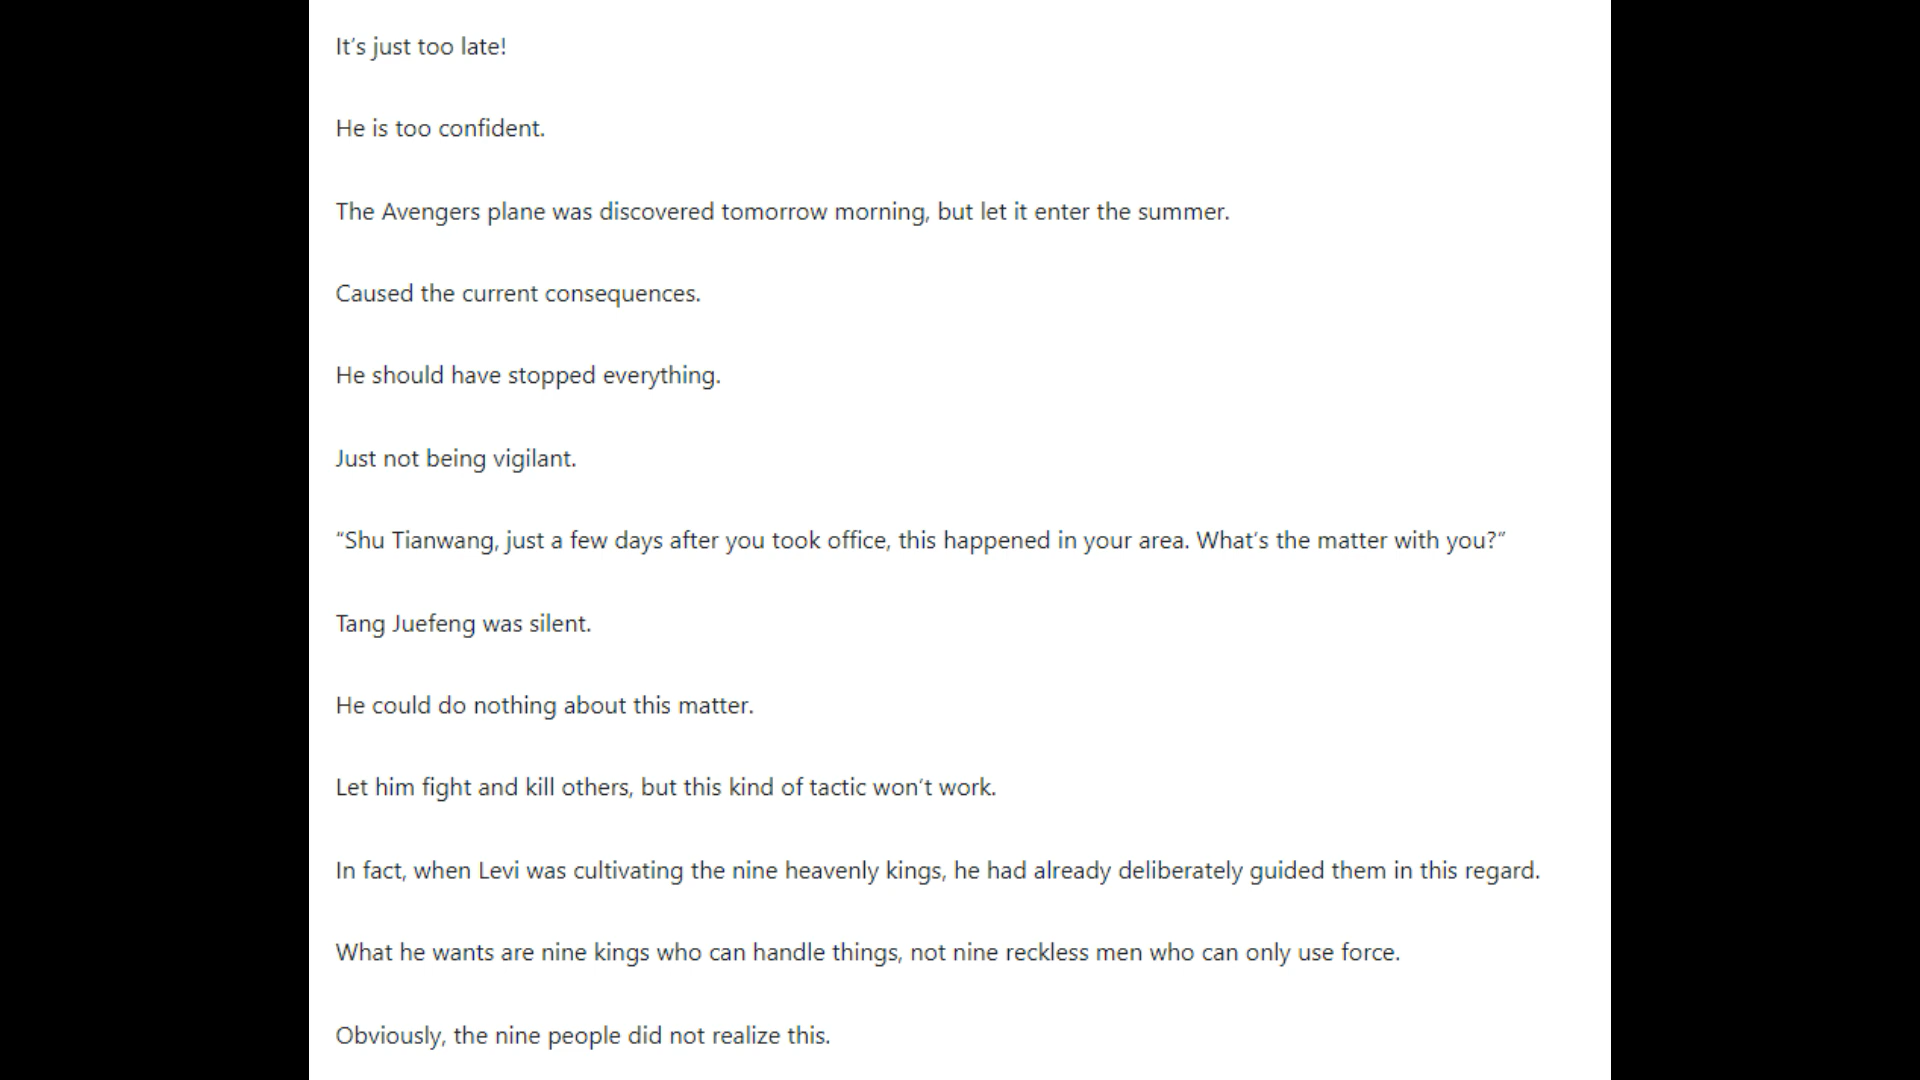 It’s just too late!
He is too confident.
The Avengers plane was discovered tomorrow morning, but let it enter the summer.
Caused the current consequences.
He should have stopped everything.
Just not being vigilant.
“Shu Tianwang, just a few days after you took office, this happened in your area. What’s the matter with you?”
Tang Juefeng was silent.
He could do nothing about this matter.
Let him fight and kill others, but this kind of tactic won’t work.
In fact, when Levi was cultivating the nine heavenly kings, he had already deliberately guided them in this regard.
What he wants are nine kings who can handle things, not nine reckless men who can only use force.
Obviously, the nine people did not realize this.